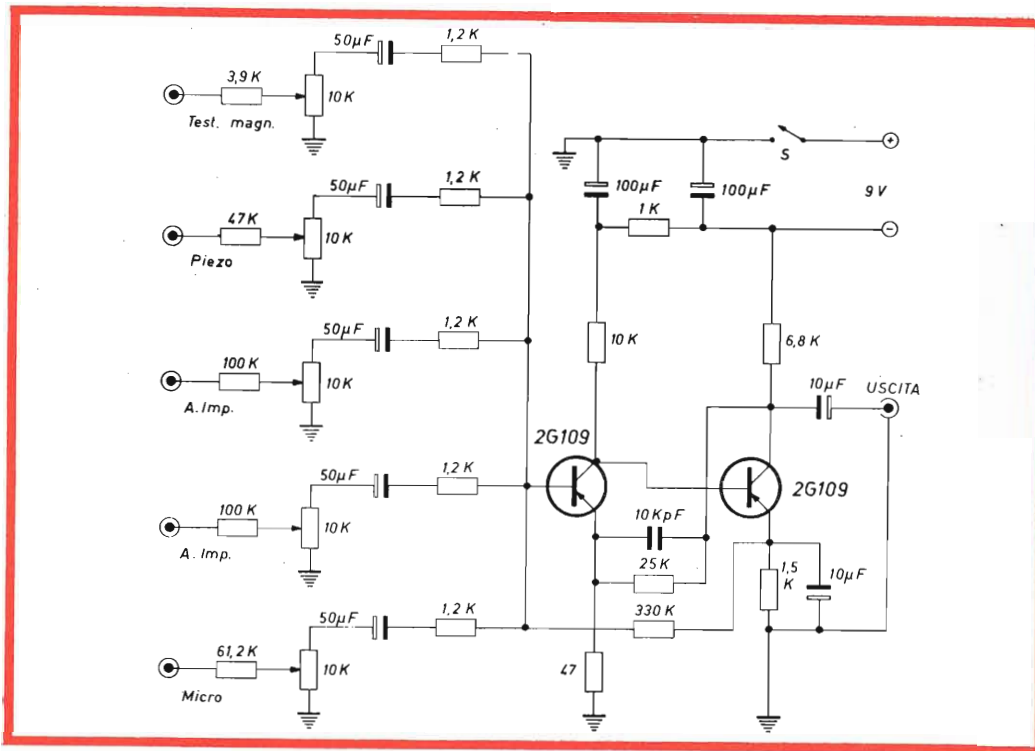 50µF
1,2 K
3,9 K
10 K
Test. magn.
50µF
1,2 K
47K
10 K
Piezo
S
+
100µF
100µF
9 V
1 K
−
50µF
1,2 K
100 K
10 K
A.Imp.
10 K
6,8 K
10µF
USCITA
2G109
50µF
1,2 K
100 K
10 K
A.Imp.
2G109
10 KpF
25 K
1,5 K
10µF
330 K
50µF
1,2 K
61,2 K
10 K
Micro
47